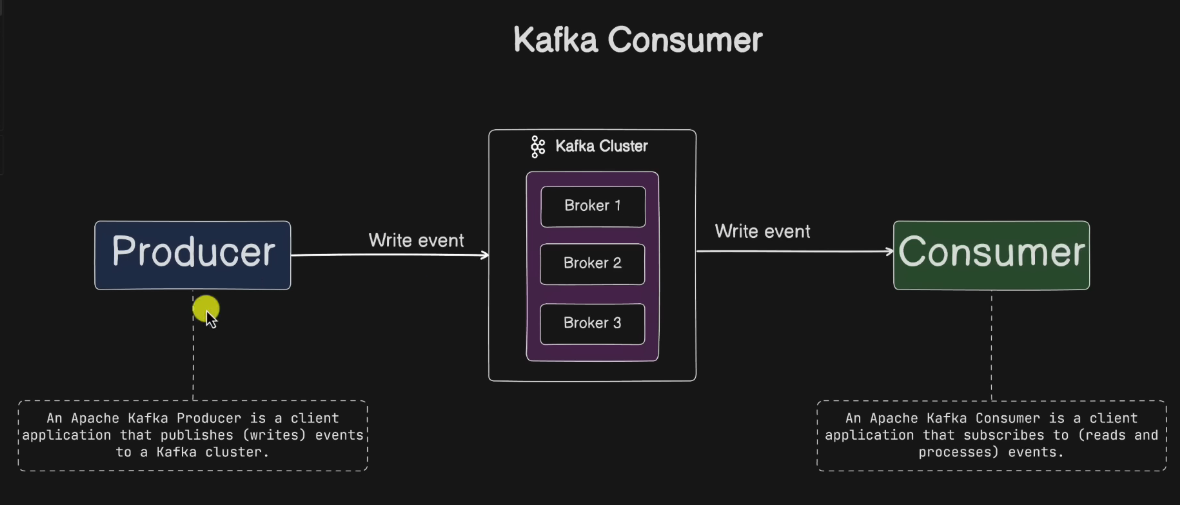 Kafka Consumer
Kafka Cluster
Broker 1
Broker 2
Broker 3
Producer
Write event
Write event
Consumer
An Apache Kafka Producer is a client
application that publishes (writes) events
to a Kafka cluster.
An Apache Kafka Consumer is a client
application that subscribes to (reads and
processes) events.